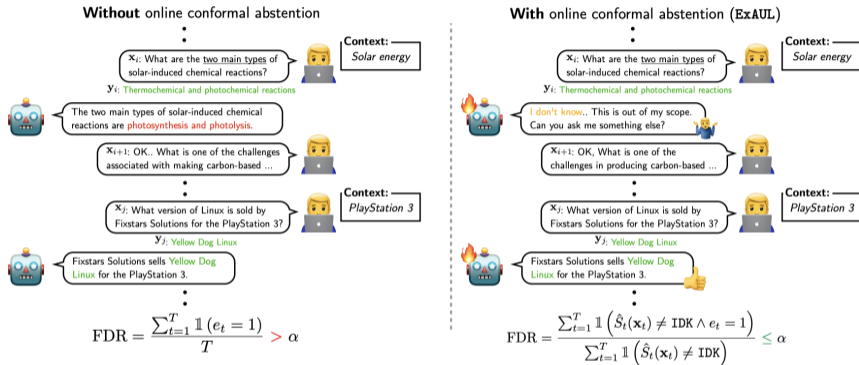 Without online conformal abstention
Context:
Solar energy
x_i: What are the two main types of
solar-induced chemical reactions?
y_i: Thermochemical and photochemical reactions
The two main types of solar-induced chemical
reactions are photosynthesis and photolysis.
x_{i+1}: OK.. What is one of the challenges
associated with making carbon-based ...
Context:
PlayStation 3
x_j: What version of Linux is sold by
Fixstars Solutions for the PlayStation 3?
y_j: Yellow Dog Linux
Fixstars Solutions sells Yellow Dog
Linux for the PlayStation 3.
FDR = \frac{\sum_{t=1}^{T} 𝟙 (e_t = 1)}{T} > α
With online conformal abstention (ExAUL)
Context:
Solar energy
x_i: What are the two main types of
solar-induced chemical reactions?
y_i: Thermochemical and photochemical reactions
I don't know.. This is out of my scope.
Can you ask me something else?
x_{i+1}: OK, What is one of the
challenges in producing carbon-based ...
Context:
PlayStation 3
x_j: What version of Linux is sold by
Fixstars Solutions for the PlayStation 3?
y_j: Yellow Dog Linux
Fixstars Solutions sells Yellow Dog
Linux for the PlayStation 3.
FDR = \frac{\sum_{t=1}^{T} 𝟙 (\hat{S}_t(x_t) ≠ IDK ∧ e_t = 1)}{\sum_{t=1}^{T} 𝟙 (\hat{S}_t(x_t) ≠ IDK)} ≤ α